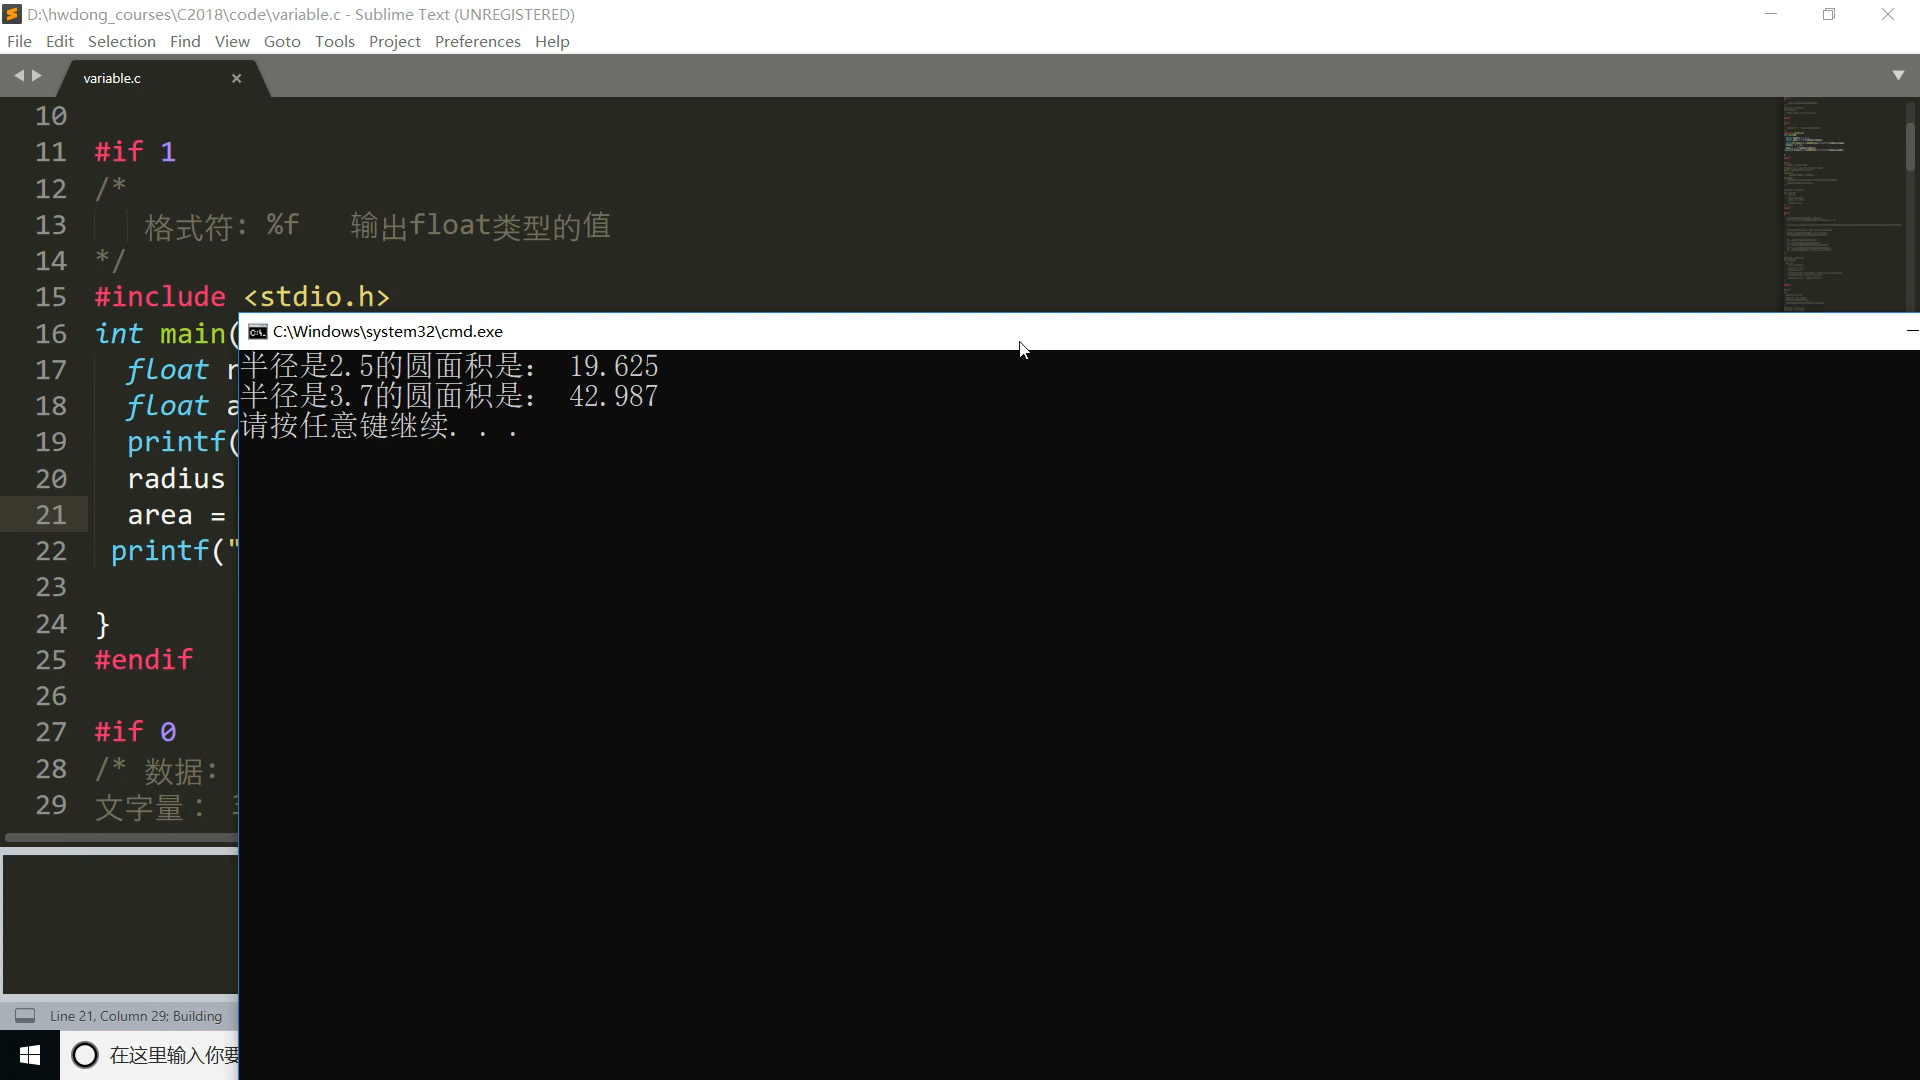 D:\hwdong_courses\C2018\code\variable.c - Sublime Text (UNREGISTERED)
File Edit Selection Find View Goto Tools Project Preferences Help
variable.c
10
11 #if 1
12 /*
13 格式符：%f 输出float类型的值
14 */
15 #include <stdio.h>
16 int main(
17 float r
18 float a
19 printf(
20 radius
21 area =
22 printf("
23
24 }
25 #endif
26
27 #if 0
28 /* 数据：
29 文字量：
C:\Windows\system32\cmd.exe
半径是2.5的圆面积是： 19.625
半径是3.7的圆面积是： 42.987
请按任意键继续. . .
Line 21, Column 29; Building
在这里输入你要